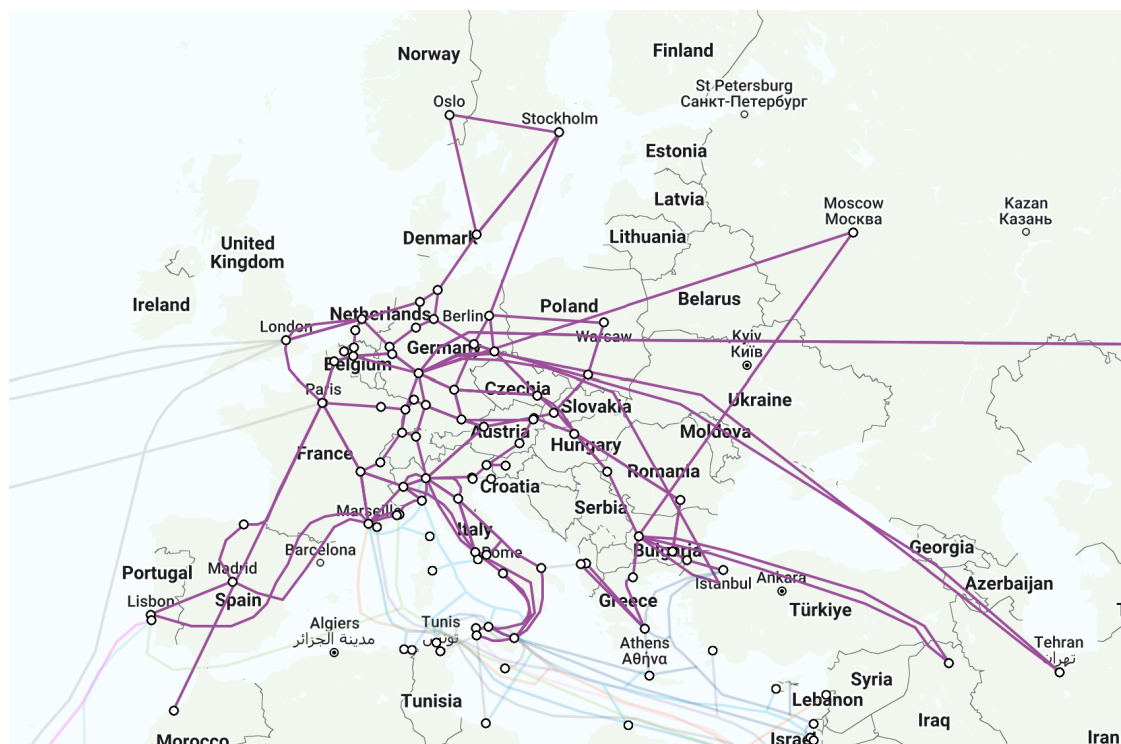 Norway
Finland
Oslo
St Petersburg
Санкт-Петербург
Stockholm
Estonia
Latvia
Moscow
Москва
Kazan
Казань
Lithuania
Denmark
United
Kingdom
Ireland
Netherlands
Berlin
Poland
Belarus
London
Warsaw
Kyiv
Київ
Germany
Belgium
Paris
Czechia
Slovakia
Ukraine
Austria
Hungary
Moldova
France
Romania
Croatia
Marseille
Serbia
Italy
Barcelona
Rome
Bulgaria
Georgia
Portugal
Madrid
Istanbul
Ankara
Azerbaijan
Lisbon
Spain
Greece
Türkiye
Algiers
مدينة الجزائر
Tunis
تونس
Athens
Αθήνα
Tehran
تهران
Syria
Tunisia
Lebanon
Iraq
Morocco
Israel
Iran